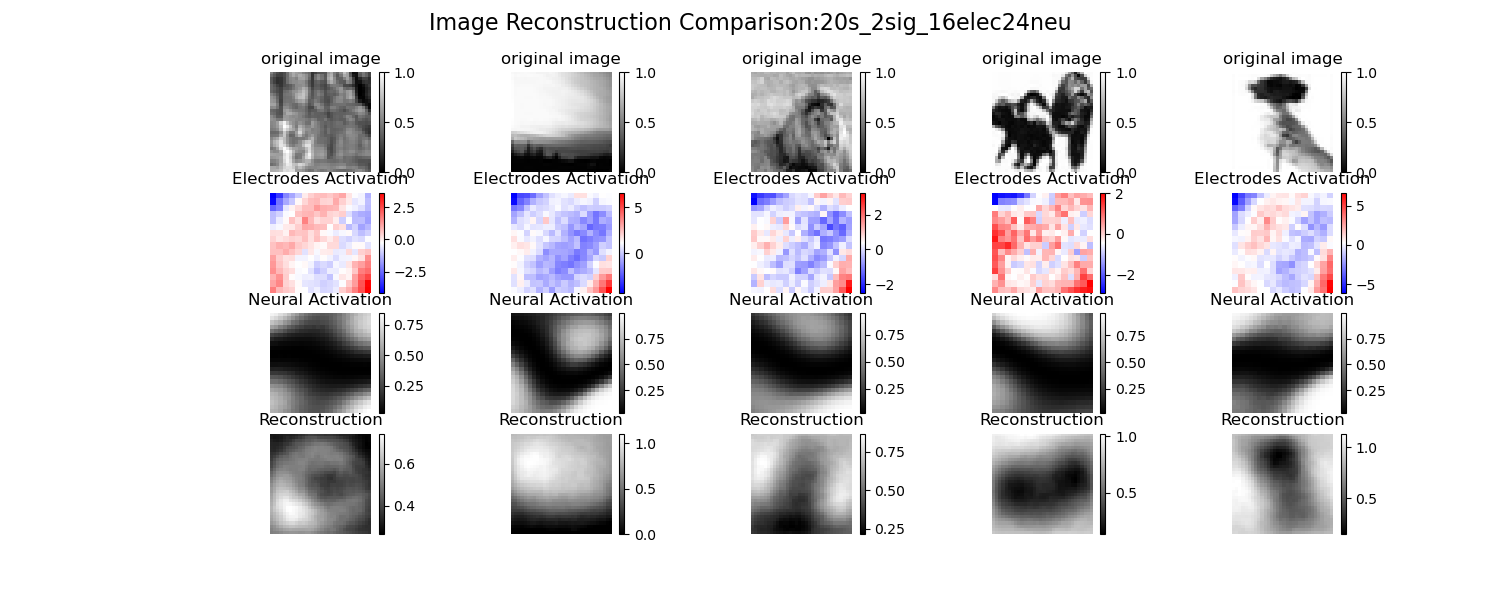 Image Reconstruction Comparison:20s_2sig_16elec24neu
original image original image original image original image original image
1.0 1.0 1.0 1.0 1.0
0.5 0.5 0.5 0.5 0.5
0.0 0.0 0.0 0.0 0.0
Electrodes Activation Electrodes Activation Electrodes Activation Electrodes Activation Electrodes Activation
2.5 5 2 2 5
0.0 0 0 0 0
−2.5 −2 −2 −5
Neural Activation Neural Activation Neural Activation Neural Activation Neural Activation
0.75 0.75 0.75 0.75 0.75
0.50 0.50 0.50 0.50 0.50
0.25 0.25 0.25 0.25 0.25
Reconstruction Reconstruction Reconstruction Reconstruction Reconstruction
0.6 1.0 0.75 1.0 1.0
0.4 0.5 0.50 0.5 0.5
0.0 0.25